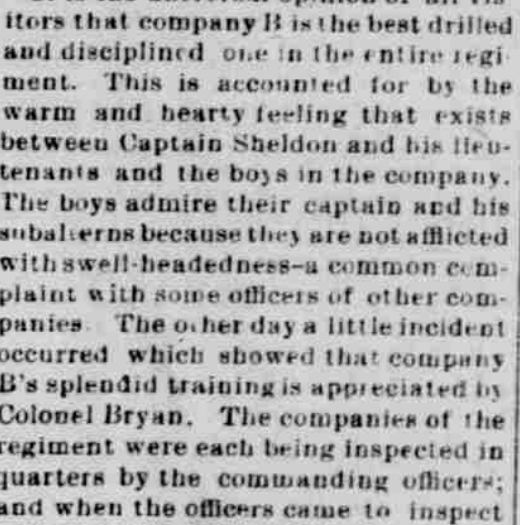 itors that company B is the best drilled
and disciplined one in the entire regi-
ment. This is accounted for by the
warm and hearty feeling that exists
between Captain Sheldon and his lieu-
tenants and the boys in the company.
The boys admire their captain and his
subalterns because they are not afflicted
with swell-headedness—a common com-
plaint with some officers of other com-
panies. The other day a little incident
occurred which showed that company
B's splendid training is appreciated by
Colonel Bryan. The companies of the
regiment were each being inspected in
quarters by the commanding officers;
and when the officers came to inspect